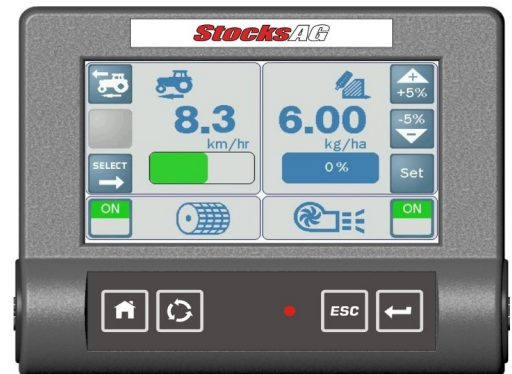 StocksAG
+
+5%
8.3
km/hr
6.00
kg/ha
-5%
−
SELECT
0 %
Set
ON
ON
ESC